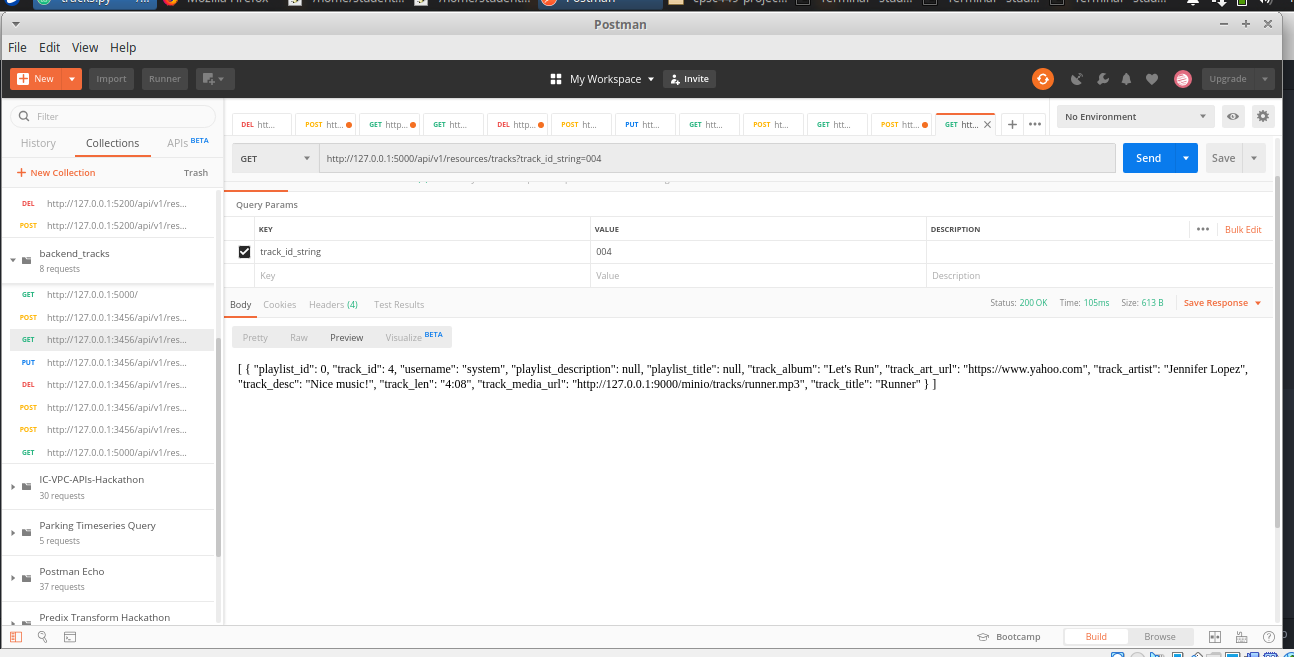 tracks.py
Mozilla Firefox
Postman
Postman
File Edit View Help
New Import Runner My Workspace Invite Upgrade
Filter
History Collections APIs BETA
+ New Collection Trash
DEL http://127.0.0.1:5200/api/v1/res...
POST http://127.0.0.1:5200/api/v1/res...
backend_tracks
8 requests
GET http://127.0.0.1:5000/
POST http://127.0.0.1:3456/api/v1/res...
GET http://127.0.0.1:3456/api/v1/res...
PUT http://127.0.0.1:3456/api/v1/res...
DEL http://127.0.0.1:3456/api/v1/res...
POST http://127.0.0.1:3456/api/v1/res...
POST http://127.0.0.1:3456/api/v1/res...
GET http://127.0.0.1:5000/api/v1/res...
IC-VPC-APIs-Hackathon
30 requests
Parking Timeseries Query
5 requests
Postman Echo
37 requests
Predix Transform Hackathon
DEL htt... POST htt... GET http... GET htt... DEL http... POST htt... PUT htt... GET htt... POST htt... GET htt... POST htt... GET htt...
No Environment
GET http://127.0.0.1:5000/api/v1/resources/tracks?track_id_string=004 Send Save
Query Params
KEY VALUE DESCRIPTION Bulk Edit
track_id_string 004
Key Value Description
Body Cookies Headers (4) Test Results Status: 200 OK Time: 105ms Size: 613 B Save Response
Pretty Raw Preview Visualize BETA
[ { "playlist_id": 0, "track_id": 4, "username": "system", "playlist_description": null, "playlist_title": null, "track_album": "Let's Run", "track_art_url": "https://www.yahoo.com", "track_artist": "Jennifer Lopez",
"track_desc": "Nice music!", "track_len": "4:08", "track_media_url": "http://127.0.0.1:9000/minio/tracks/runner.mp3", "track_title": "Runner" } ]
Bootcamp Build Browse